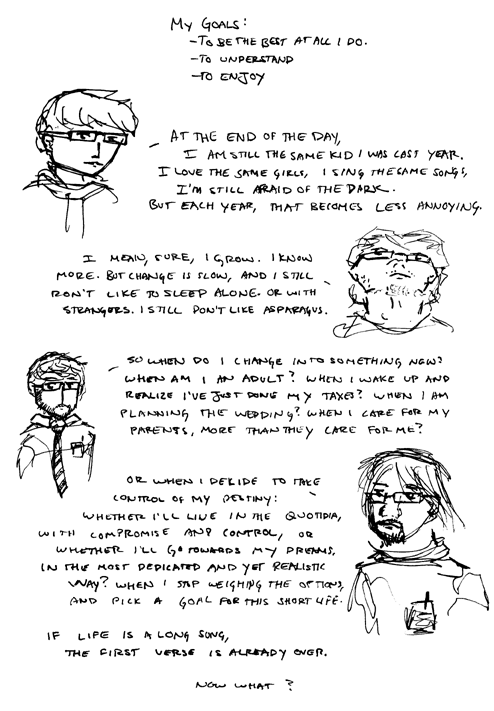 MY GOALS:
-TO BE THE BEST AT ALL I DO.
-TO UNDERSTAND
-TO ENJOY
AT THE END OF THE DAY,
I AM STILL THE SAME KID I WAS LAST YEAR.
I LOVE THE SAME GIRLS, I SING THE SAME SONGS,
I'M STILL AFRAID OF THE DARK.
BUT EACH YEAR, THAT BECOMES LESS ANNOYING.
I MEAN, SURE, I GROW. I KNOW
MORE. BUT CHANGE IS SLOW, AND I STILL
DON'T LIKE TO SLEEP ALONE. OR WITH
STRANGERS. I STILL DON'T LIKE ASPARAGUS.
SO WHEN DO I CHANGE INTO SOMETHING NEW?
WHEN AM I AN ADULT? WHEN I WAKE UP AND
REALIZE I'VE JUST DONE MY TAXES? WHEN I AM
PLANNING THE WEDDING? WHEN I CARE FOR MY
PARENTS, MORE THAN THEY CARE FOR ME?
OR WHEN I DECIDE TO TAKE
CONTROL OF MY DESTINY:
WHETHER I'LL LIVE IN THE QUOTIDIA,
WITH COMPROMISE AND CONTROL, OR
WHETHER I'LL GO TOWARDS MY DREAMS,
IN THE MOST DEDICATED AND YET REALISTIC
WAY? WHEN I STOP WEIGHING THE OPTIONS,
AND PICK A GOAL FOR THIS SHORT LIFE.
IF LIFE IS A LONG SONG,
THE FIRST VERSE IS ALREADY OVER.
NOW WHAT?